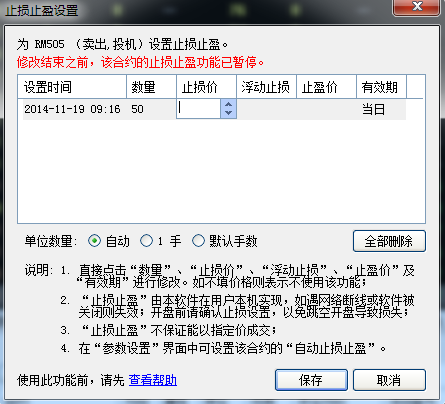 止损止盈设置
为 RM505 (卖出,投机) 设置止损止盈。
修改结束之前，该合约的止损止盈功能已暂停。
设置时间 数量 止损价 浮动止损 止盈价 有效期
2014-11-19 09:16 50 当日
单位数量: 自动 1 手 默认手数 全部删除
说明: 1. 直接点击“数量”、“止损价”、“浮动止损”、“止盈价”及
“有效期”进行修改。如不填价格则表示不使用该功能；
2. “止损止盈”由本软件在用户本机实现，如遇网络断线或软件被
关闭则失效；开盘前请确认止损设置，以免跳空开盘导致损失；
3. “止损止盈”不保证能以指定价成交；
4. 在“参数设置”界面中可设置该合约的“自动止损止盈”。
使用此功能前，请先 查看帮助 保存 取消